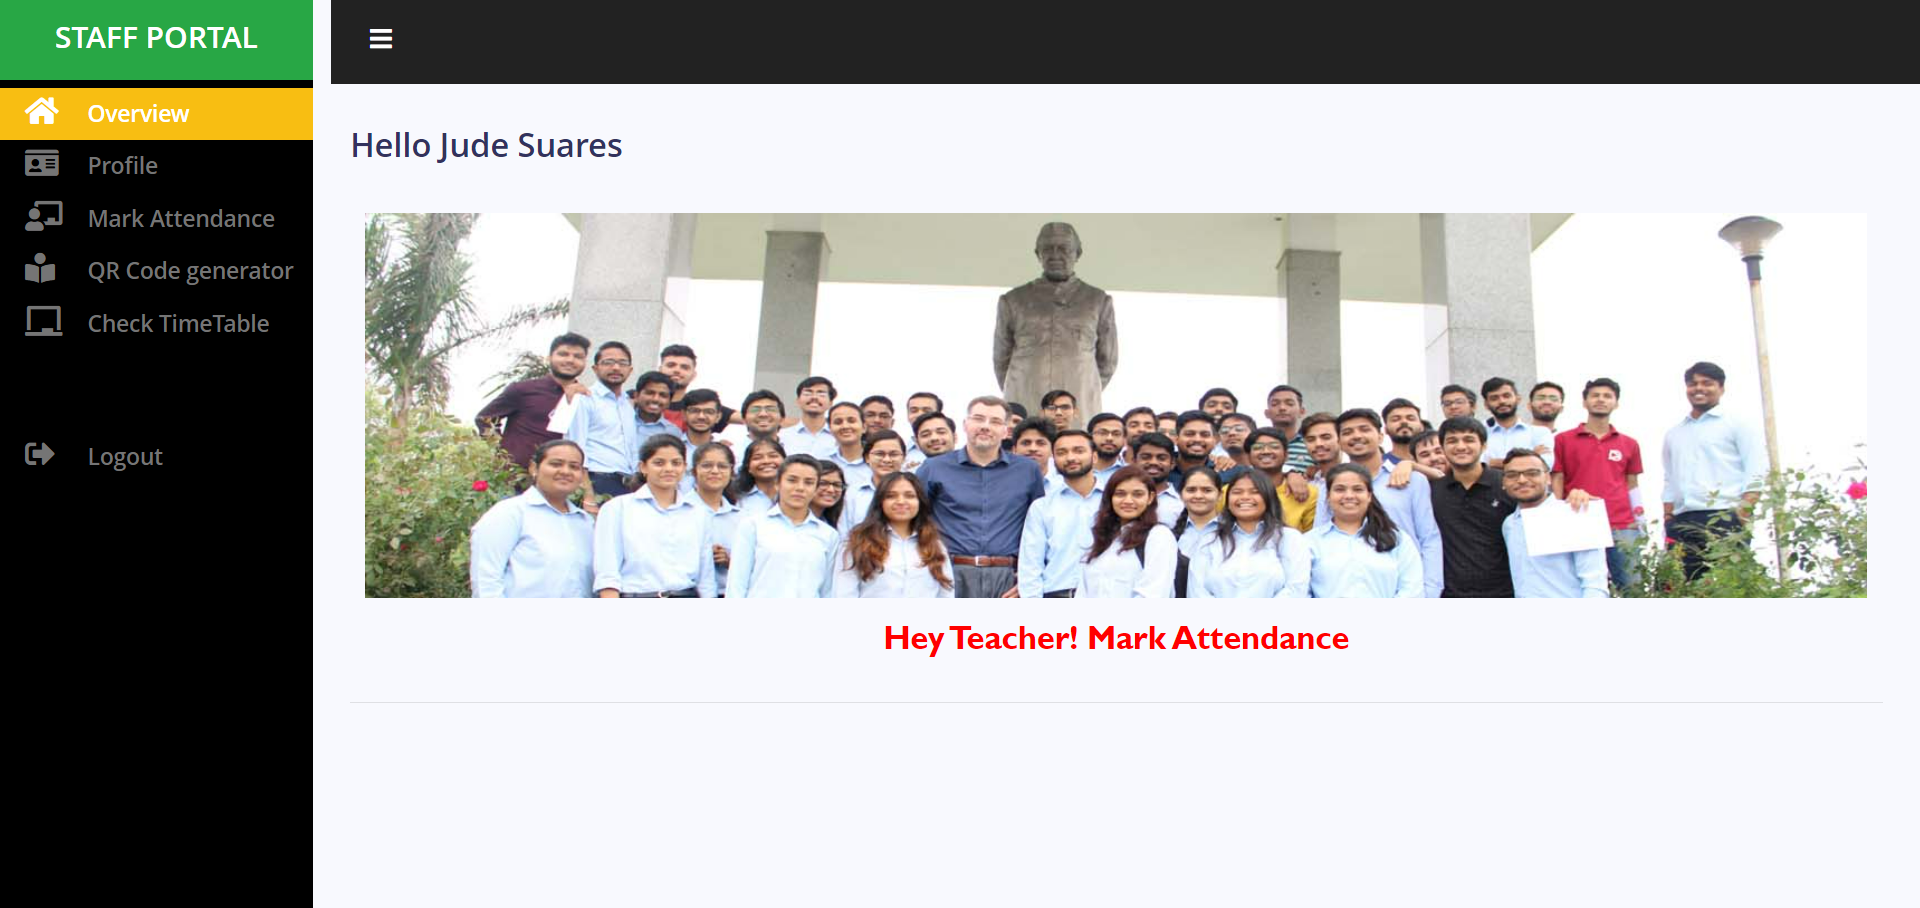 STAFF PORTAL
Overview
Profile
Mark Attendance
QR Code generator
Check TimeTable
Logout
Hello Jude Suares
Hey Teacher! Mark Attendance